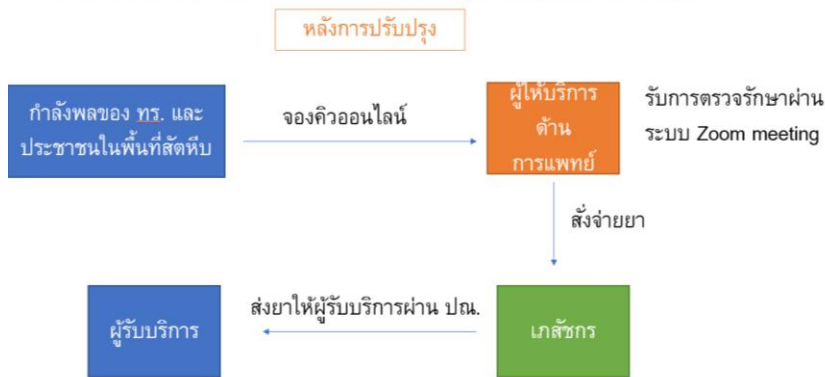 หลังการปรับปรุง
กำลังพลของ ทร. และ
ประชาชนในพื้นที่สัตหีบ
จองคิวออนไลน์
ผู้ให้บริการ
ด้าน
การแพทย์
รับการตรวจรักษาผ่าน
ระบบ Zoom meeting
สั่งจ่ายยา
ผู้รับบริการ
ส่งยาให้ผู้รับบริการผ่าน ปณ.
เภสัชกร